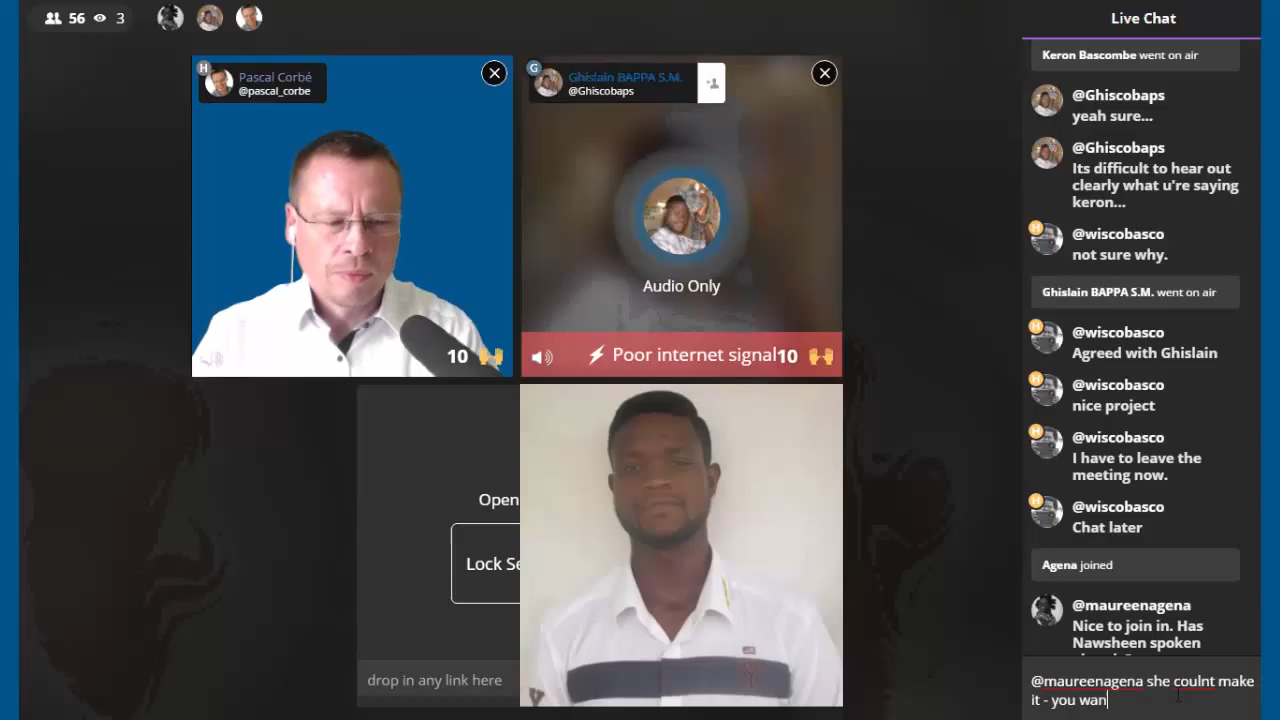 56 3
Live Chat
H
Pascal Corbé
@pascal_corbe
G
Ghislain BAPPA S.M.
@Ghiscobaps
Audio Only
10
Poor internet signal 10
Open
Lock Se
drop in any link here
Keron Bascombe went on air
@Ghiscobaps
yeah sure...
@Ghiscobaps
Its difficult to hear out
clearly what u're saying
keron...
H
@wiscobasco
not sure why.
Ghislain BAPPA S.M. went on air
H
@wiscobasco
Agreed with Ghislain
H
@wiscobasco
nice project
H
@wiscobasco
I have to leave the
meeting now.
H
@wiscobasco
Chat later
Agena joined
@maureenagena
Nice to join in. Has
Nawsheen spoken
@maureenagena she coulnt make
it - you wan